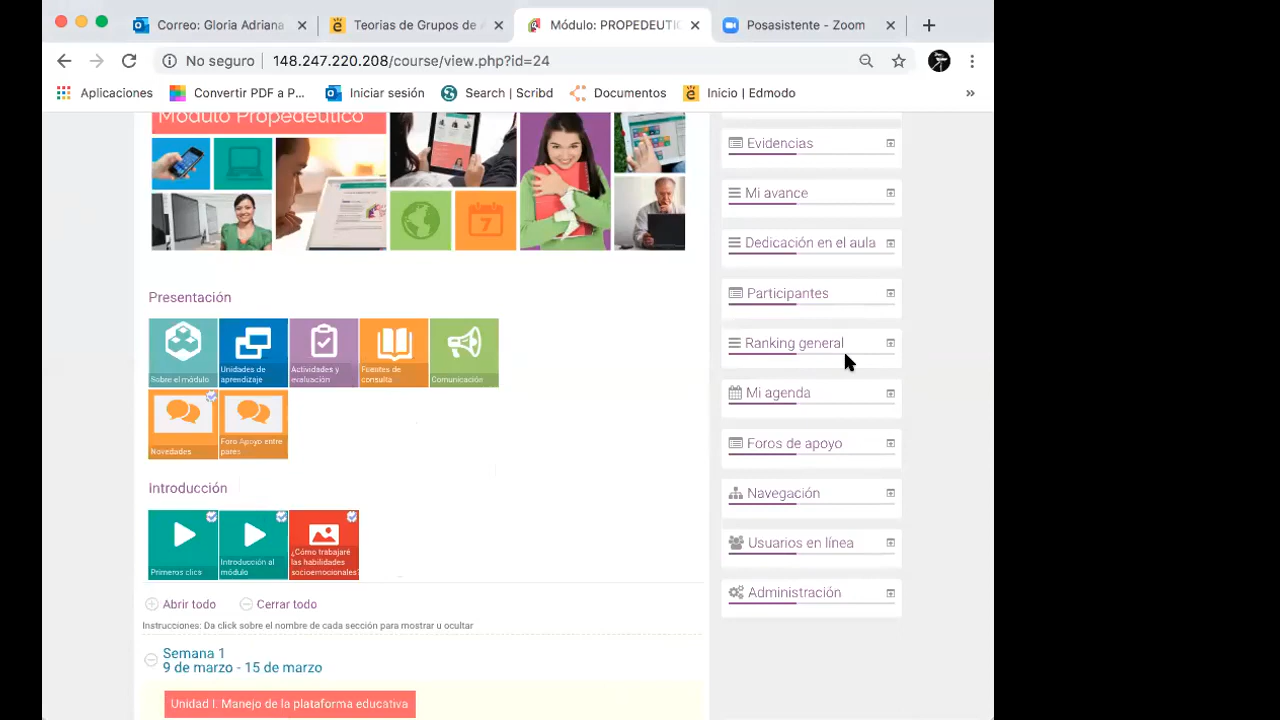 Correo: Gloria Adriana
Teorias de Grupos de A
Módulo: PROPEDEUTIC
Posasistente - Zoom
No seguro
148.247.220.208/course/view.php?id=24
Aplicaciones
Convertir PDF a P...
Iniciar sesión
Search | Scribd
Documentos
Inicio | Edmodo
»
Módulo Propedéutico
7
Presentación
Sobre el módulo
Unidades de
aprendizaje
Actividades y
evaluación
Fuentes de
consulta
Comunicación
Novedades
Foro Apoyo entre
pares
Introducción
Primeros clics
Introducción al
módulo
¿Cómo trabajaré
las habilidades
socioemocionales?
Abrir todo
Cerrar todo
Instrucciones: Da click sobre el nombre de cada sección para mostrar u ocultar
Semana 1
9 de marzo - 15 de marzo
Unidad I. Manejo de la plataforma educativa
Evidencias
Mi avance
Dedicación en el aula
Participantes
Ranking general
Mi agenda
Foros de apoyo
Navegación
Usuarios en línea
Administración